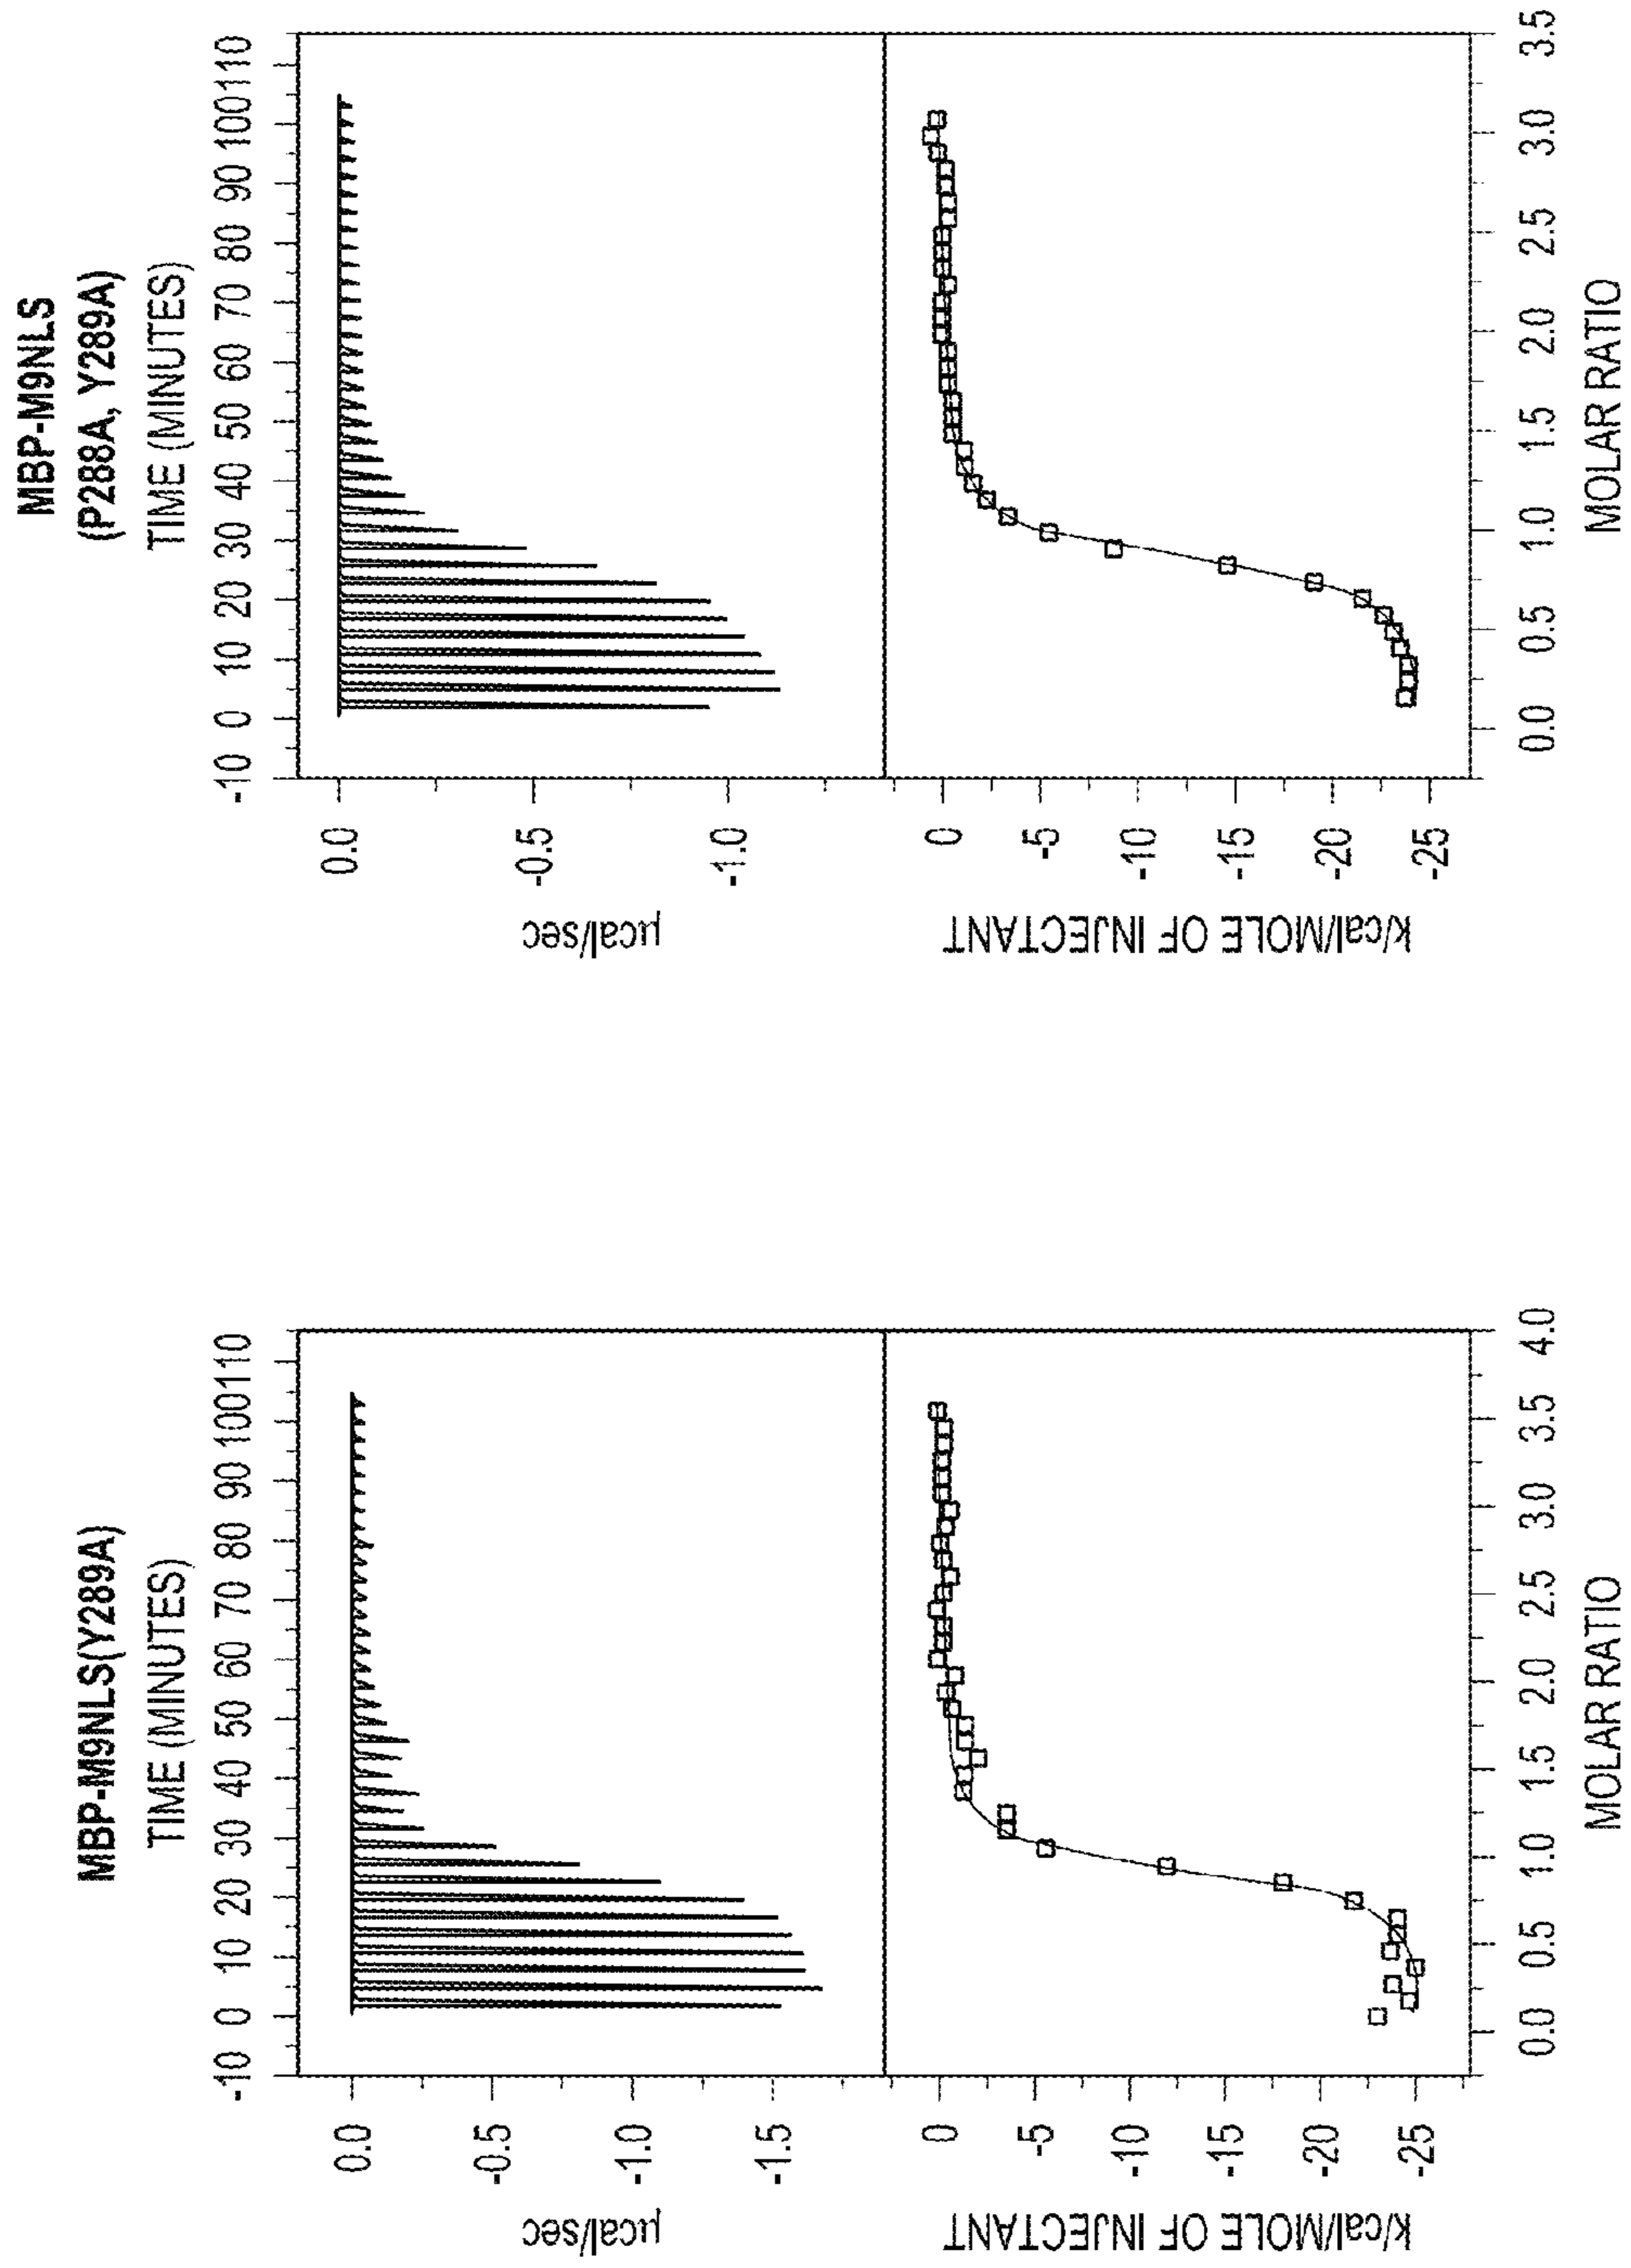 MBP-M9NLS(Y289A)
TIME (MINUTES)
-10 0 10 20 30 40 50 60 70 80 90 100 110
0.0
-0.5
-1.0
-1.5
µcal/sec
0
-5
-10
-15
-20
-25
k/cal/MOLE OF INJECTANT
0.0 0.5 1.0 1.5 2.0 2.5 3.0 3.5 4.0
MOLAR RATIO
MBP-M9NLS
(P288A, Y289A)
TIME (MINUTES)
-10 0 10 20 30 40 50 60 70 80 90 100 110
0.0
-0.5
-1.0
µcal/sec
0
-5
-10
-15
-20
-25
k/cal/MOLE OF INJECTANT
0.0 0.5 1.0 1.5 2.0 2.5 3.0 3.5
MOLAR RATIO